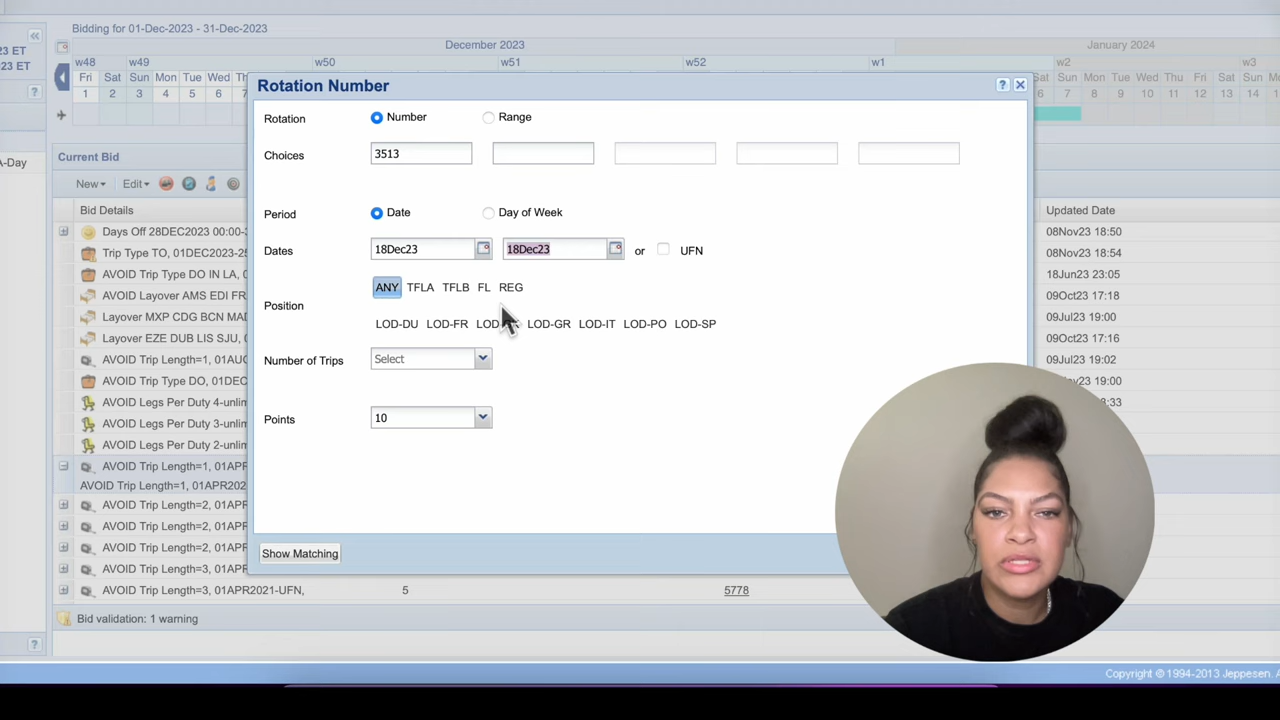 Bidding for 01-Dec-2023 - 31-Dec-2023
23 ET
23 ET
December 2023 January 2024
w48 w49 w50 w51 w52 w1 w2 w3
Fri Sat Sun Mon Tue Wed Sat Sun Mon Tue Wed Thu Fri Sat Sun
1 2 3 4 5 6 7 6 7 8 9 10 11 12 13 14
A-Day
Current Bid
New Edit
Bid Details Updated Date
Days Off 28DEC2023 00:00- 08Nov23 18:50
Trip Type TO, 01DEC2023-25 08Nov23 18:54
AVOID Trip Type DO IN LA, 18Jun23 23:05
AVOID Layover AMS EDI FR 09Oct23 17:18
Layover MXP CDG BCN MAD 09Oct23 17:17
Layover EZE DUB LIS SJU, 09Oct23 17:16
AVOID Trip Length=1, 01AUG 09Jul23 19:02
AVOID Trip Type DO, 01DEC 19:00
AVOID Legs Per Duty 4-unlim :33
AVOID Legs Per Duty 3-unlim
AVOID Legs Per Duty 2-unlim
AVOID Trip Length=1, 01APR
AVOID Trip Length=1, 01APR202
AVOID Trip Length=2, 01APR
AVOID Trip Length=2, 01APR
AVOID Trip Length=2, 01APR
AVOID Trip Length=3, 01APR
AVOID Trip Length=3, 01APR2021-UFN, 5 5778
Bid validation: 1 warning
Rotation Number
Rotation Number Range
Choices 3513
Period Date Day of Week
Dates 18Dec23 18Dec23 or UFN
ANY TFLA TFLB FL REG
Position
LOD-DU LOD-FR LOD- LOD-GR LOD-IT LOD-PO LOD-SP
Number of Trips Select
Points 10
Show Matching
Copyright © 1994-2013 Jeppesen. A